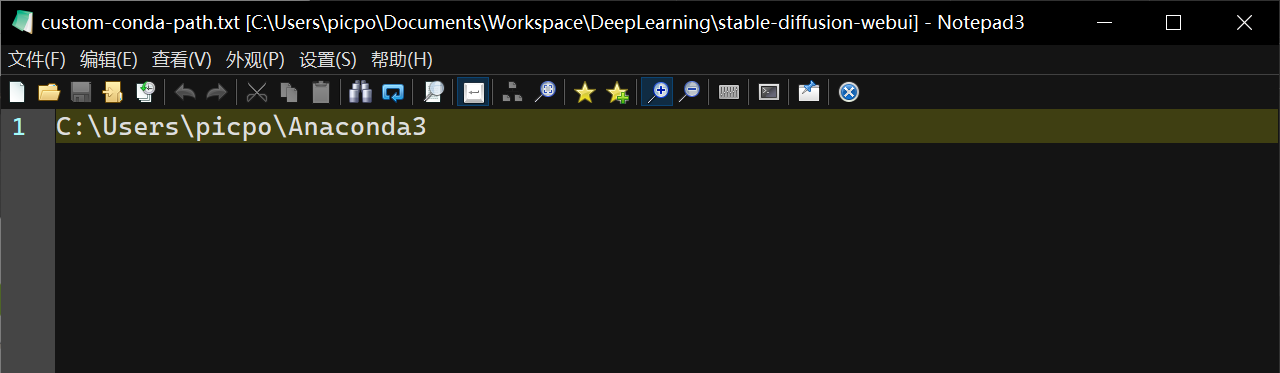 custom-conda-path.txt [C:\Users\picpo\Documents\Workspace\DeepLearning\stable-diffusion-webui] - Notepad3
文件(F) 编辑(E) 查看(V) 外观(P) 设置(S) 帮助(H)
1 C:\Users\picpo\Anaconda3